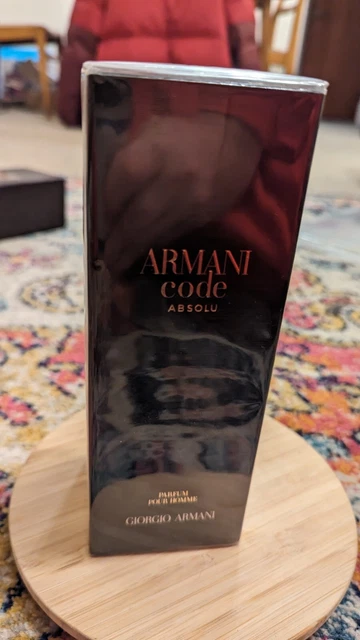 ARMANI
code
ABSOLU
PARFUM
POUR HOMME
GIORGIO ARMANI